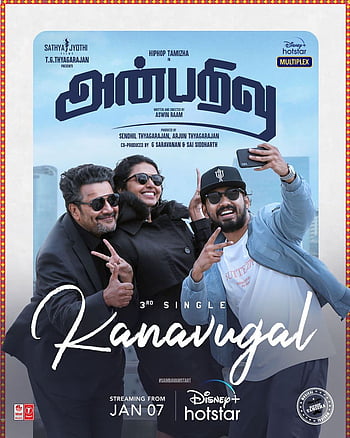 SATHYA JYOTHI
FILMS
T.G.THYAGARAJAN
PRESENTS
HIPHOP TAMIZHA
IN
Disney+
hotstar
MULTIPLEX
அன்பறிவு
WRITTEN AND DIRECTED BY
ASWIN RAAM
PRODUCED BY
SENDHIL THYAGARAJAN, ARJUN THYAGARAJAN
CO-PRODUCED BY G SARAVANAN & SAI SIDDHARTH
3RD SINGLE
Kanavugal
#SAMBAVAMSTART
STREAMING FROM
JAN 07
Disney+
hotstar
T